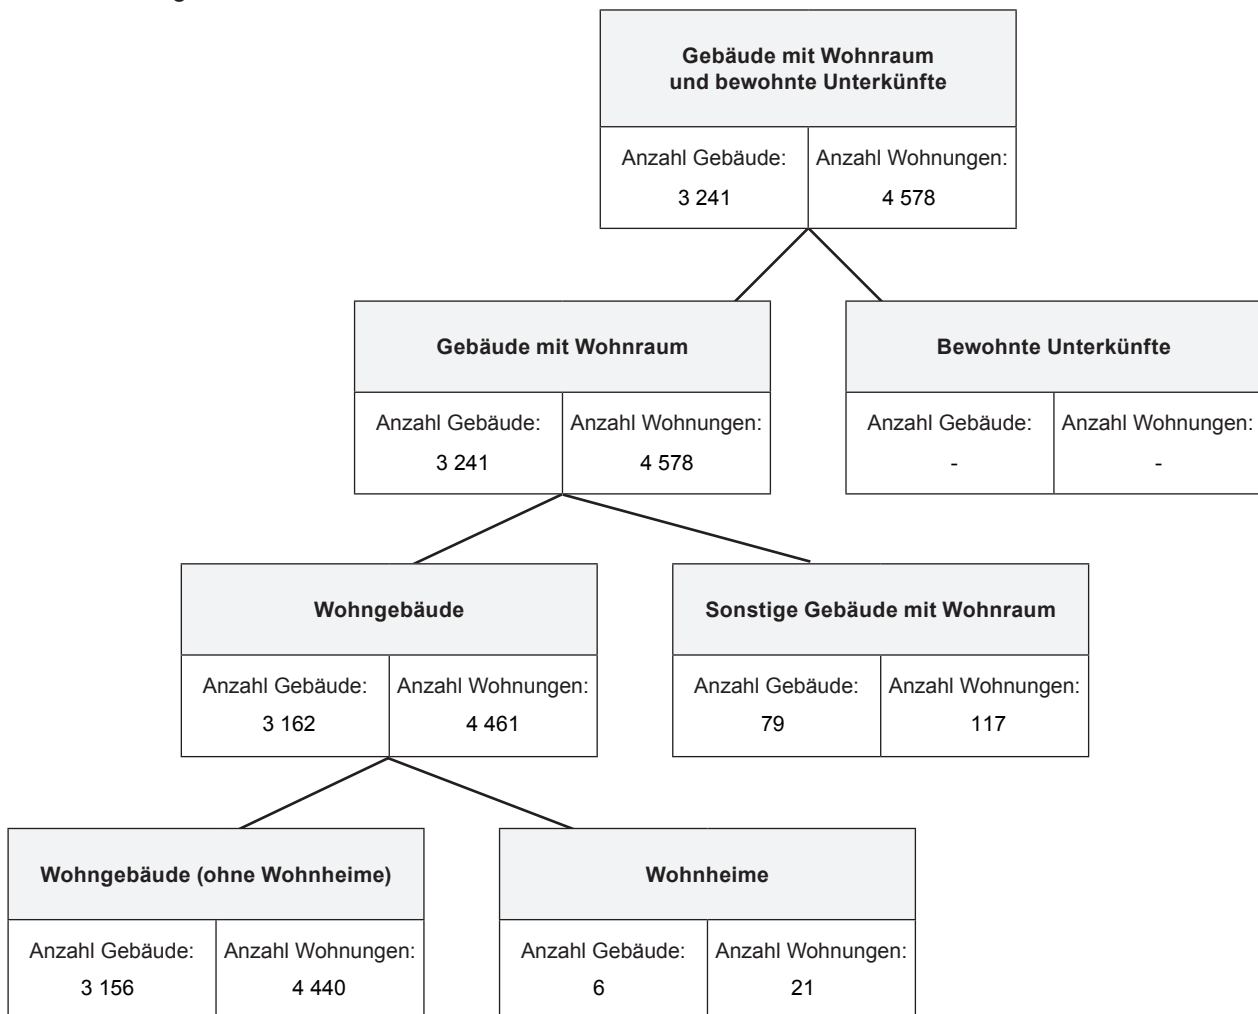 Gebäude mit Wohnraum
und bewohnte Unterkünfte
Anzahl Gebäude: Anzahl Wohnungen:
3 241 4 578
Gebäude mit Wohnraum Bewohnte Unterkünfte
Anzahl Gebäude: Anzahl Wohnungen: Anzahl Gebäude: Anzahl Wohnungen:
3 241 4 578 - -
Wohngebäude Sonstige Gebäude mit Wohnraum
Anzahl Gebäude: Anzahl Wohnungen: Anzahl Gebäude: Anzahl Wohnungen:
3 162 4 461 79 117
Wohngebäude (ohne Wohnheime) Wohnheime
Anzahl Gebäude: Anzahl Wohnungen: Anzahl Gebäude: Anzahl Wohnungen:
3 156 4 440 6 21